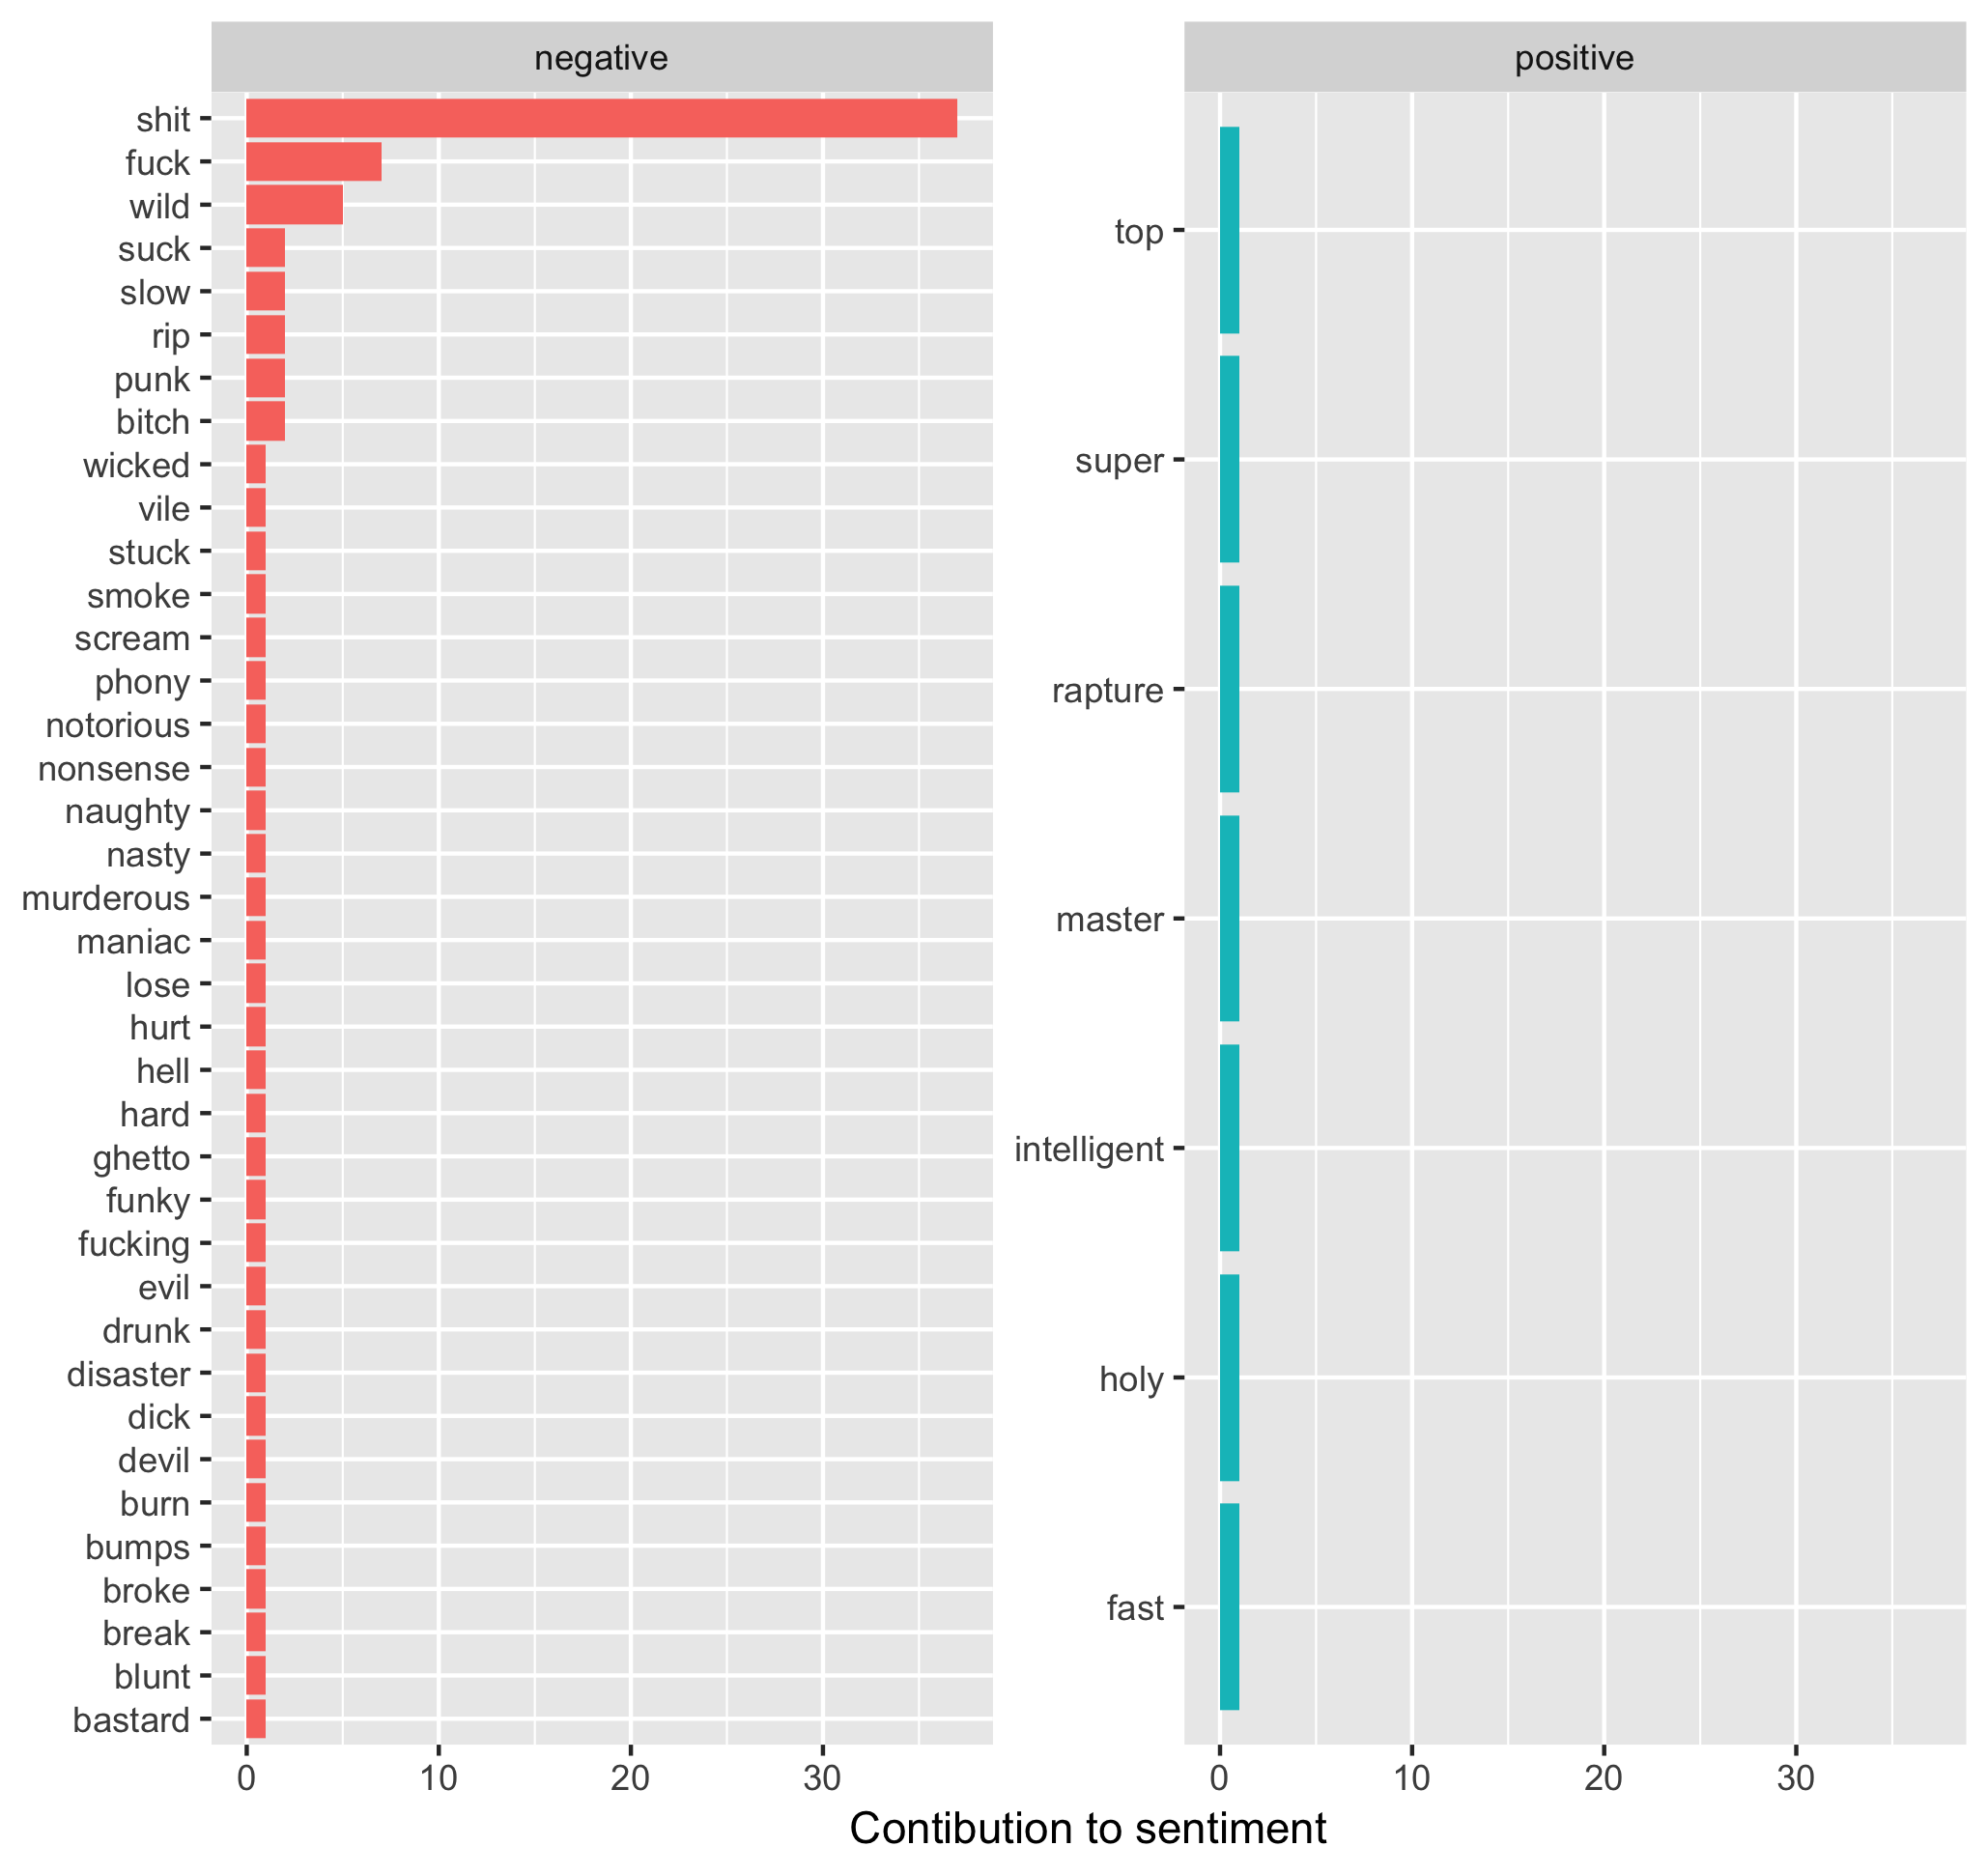 negative
shit
fuck
wild
suck
slow
rip
punk
bitch
wicked
vile
stuck
smoke
scream
phony
notorious
nonsense
naughty
nasty
murderous
maniac
lose
hurt
hell
hard
ghetto
funky
fucking
evil
drunk
disaster
dick
devil
burn
bumps
broke
break
blunt
bastard
0 10 20 30
positive
top
super
rapture
master
intelligent
holy
fast
0 10 20 30
Contibution to sentiment